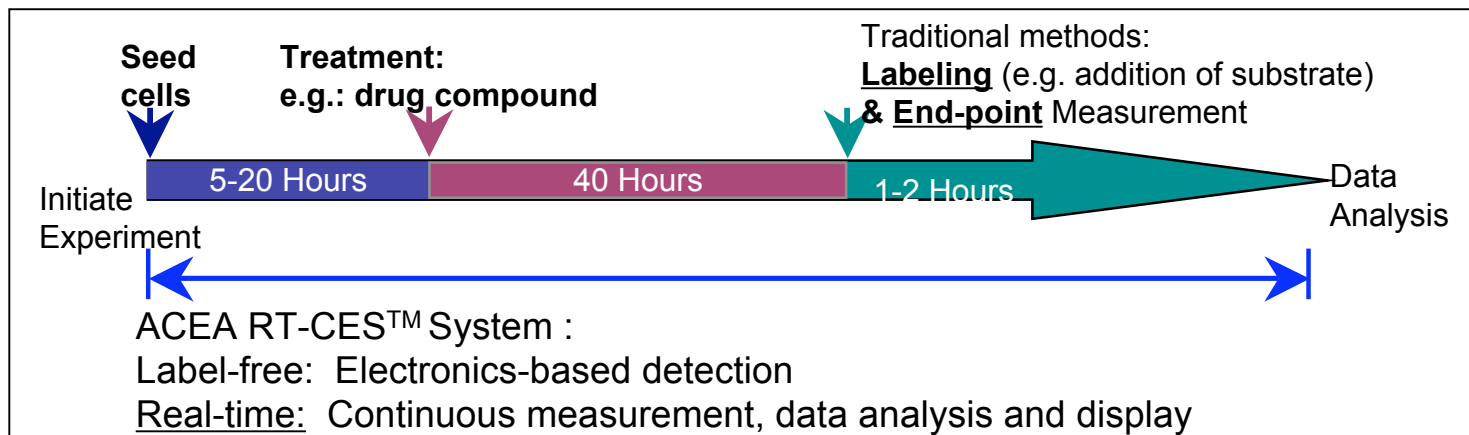 Seed
cells
Treatment:
e.g.: drug compound
Traditional methods:
Labeling (e.g. addition of substrate)
& End-point Measurement
Initiate
Experiment
5-20 Hours
40 Hours
1-2 Hours
Data
Analysis
ACEA RT-CES™ System :
Label-free: Electronics-based detection
Real-time: Continuous measurement, data analysis and display